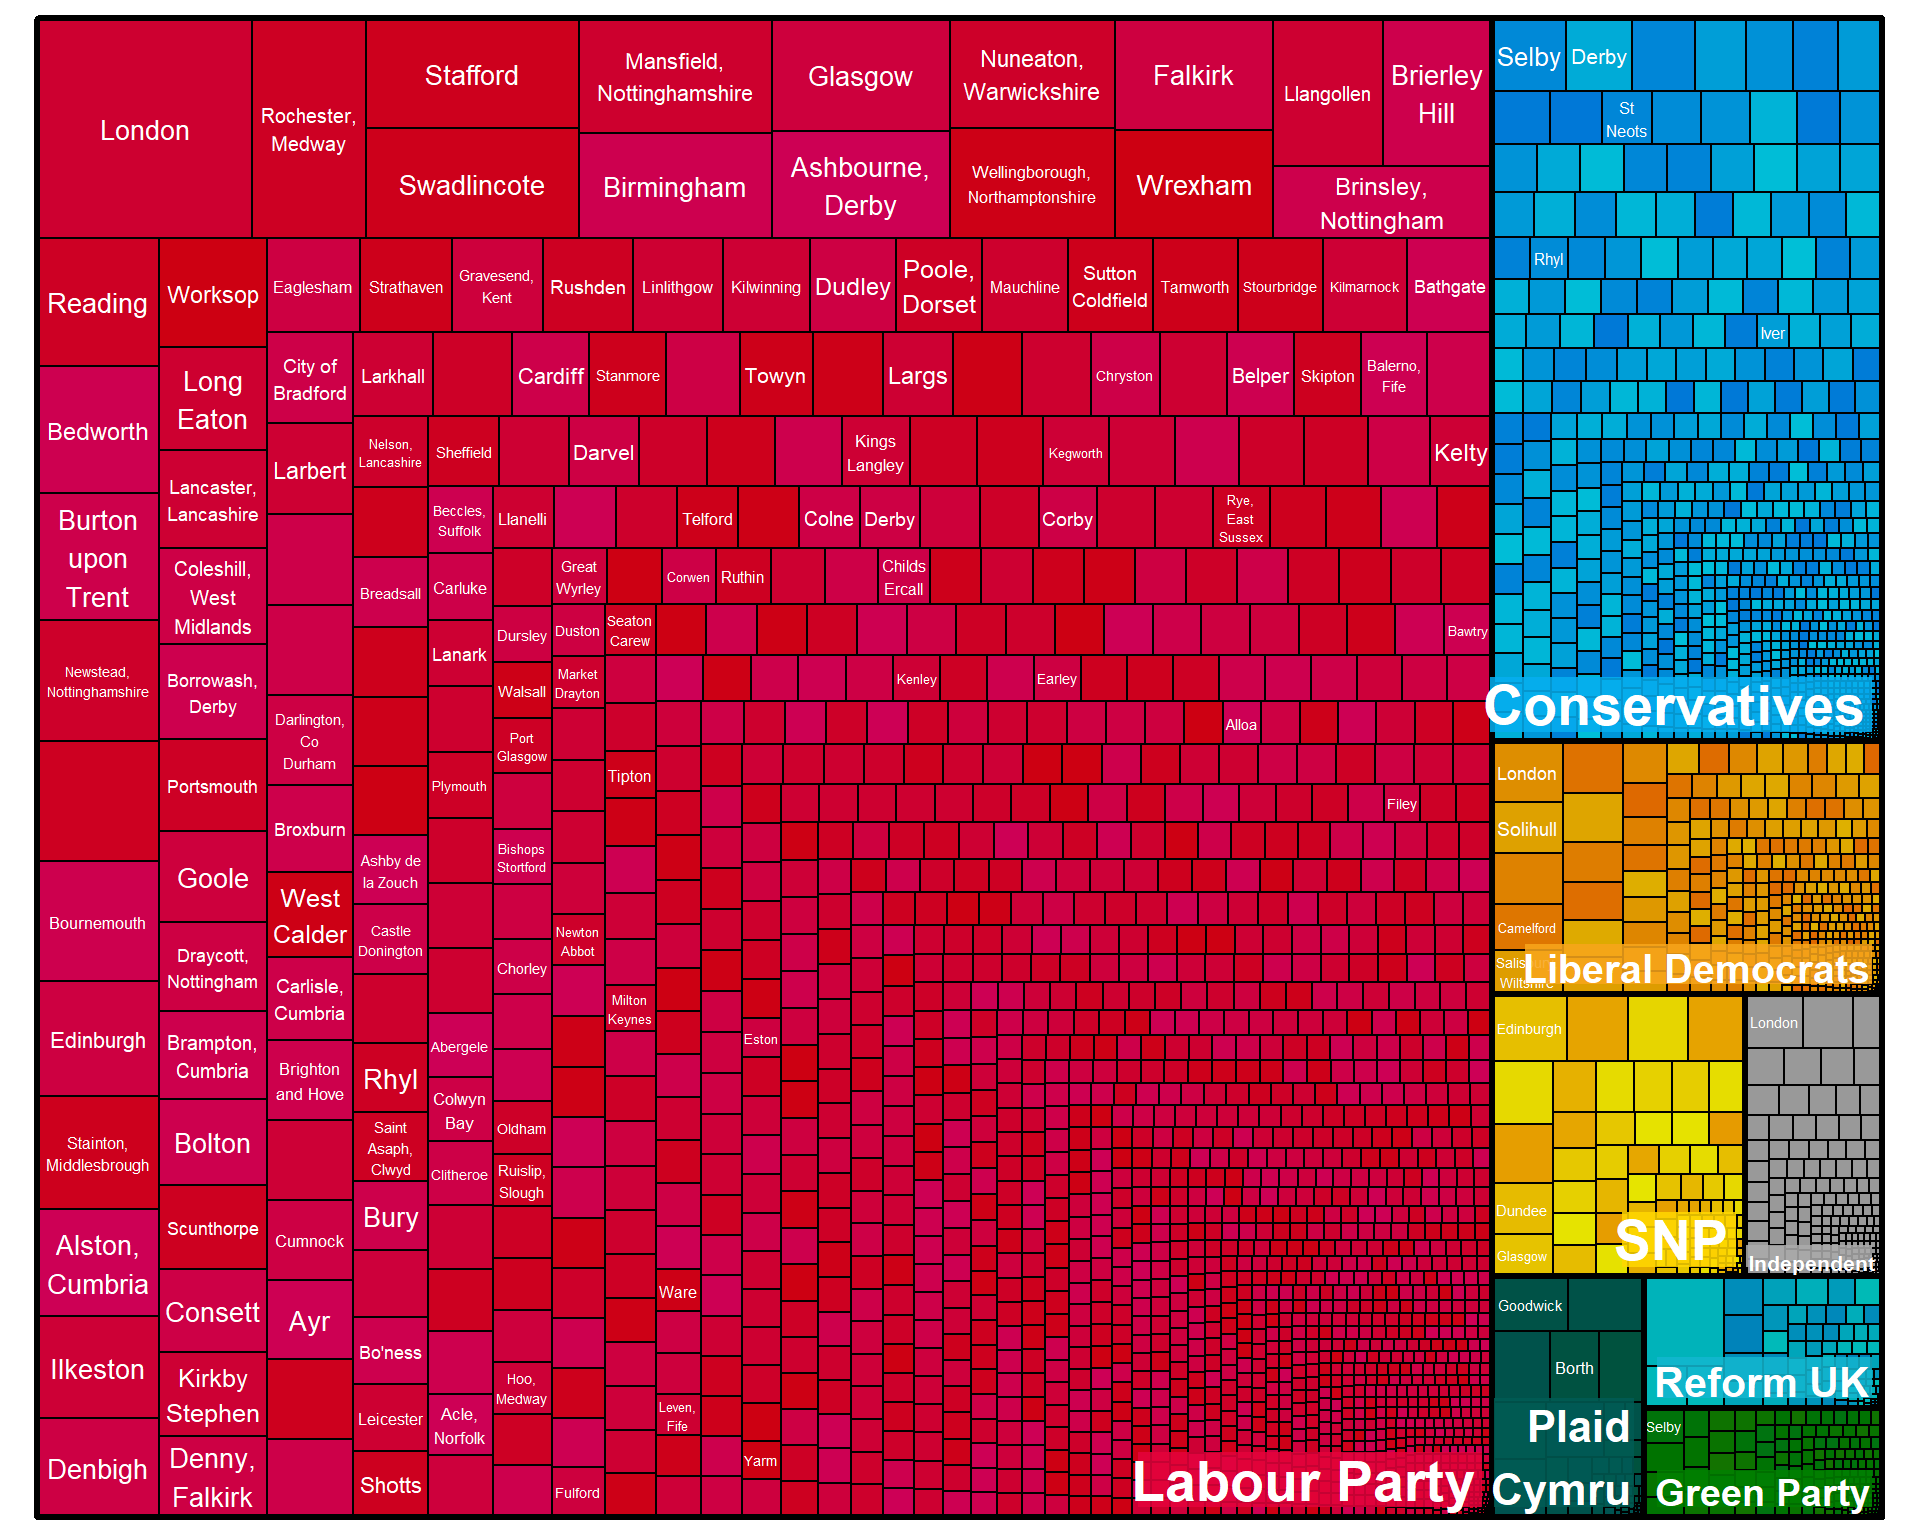 London
Rochester,
Medway
Stafford
Swadlincote
Mansfield,
Nottinghamshire
Birmingham
Glasgow
Ashbourne,
Derby
Nuneaton,
Warwickshire
Wellingborough,
Northamptonshire
Falkirk
Wrexham
Llangollen
Brierley
Hill
Brinsley,
Nottingham
Reading
Bedworth
Burton
upon
Trent
Newstead,
Nottinghamshire
Bournemouth
Edinburgh
Stainton,
Middlesbrough
Alston,
Cumbria
Ilkeston
Denbigh
Worksop
Long
Eaton
Lancaster,
Lancashire
Coleshill,
West
Midlands
Borrowash,
Derby
Portsmouth
Goole
Draycott,
Nottingham
Brampton,
Cumbria
Bolton
Scunthorpe
Consett
Kirkby
Stephen
Denny,
Falkirk
Eaglesham
Strathaven
Gravesend,
Kent
Rushden
Linlithgow
Kilwinning
Dudley
Poole,
Dorset
Mauchline
Sutton
Coldfield
Tamworth
Stourbridge
Kilmarnock
Bathgate
City of
Bradford
Larbert
Darlington,
Co
Durham
Broxburn
West
Calder
Carlisle,
Cumbria
Brighton
and Hove
Cumnock
Ayr
Larkhall
Cardiff
Stanmore
Towyn
Largs
Chryston
Belper
Skipton
Balerno,
Fife
Nelson,
Lancashire
Breadsall
Ashby de
la Zouch
Castle
Donington
Rhyl
Saint
Asaph,
Clwyd
Bury
Bo'ness
Leicester
Shotts
Sheffield
Darvel
Kings
Langley
Kegworth
Kelty
Beccles,
Suffolk
Carluke
Lanark
Plymouth
Abergele
Colwyn
Bay
Clitheroe
Acle,
Norfolk
Llanelli
Telford
Colne
Derby
Corby
Rye,
East
Sussex
Dursley
Walsall
Port
Glasgow
Bishops
Stortford
Chorley
Oldham
Ruislip,
Slough
Hoo,
Medway
Great
Wyrley
Corwen
Ruthin
Childs
Ercall
Duston
Market
Drayton
Newton
Abbot
Fulford
Seaton
Carew
Bawtry
Tipton
Milton
Keynes
Kenley
Earley
Ware
Leven,
Fife
Alloa
Eston
Yarm
Filey
Labour Party
Selby
Derby
St
Neots
Rhyl
Iver
Conservatives
London
Solihull
Camelford
Salisbury,
Wiltshire
Liberal Democrats
Edinburgh
Dundee
Glasgow
SNP
London
Independent
Goodwick
Borth
Plaid
Cymru
Reform UK
Selby
Green Party